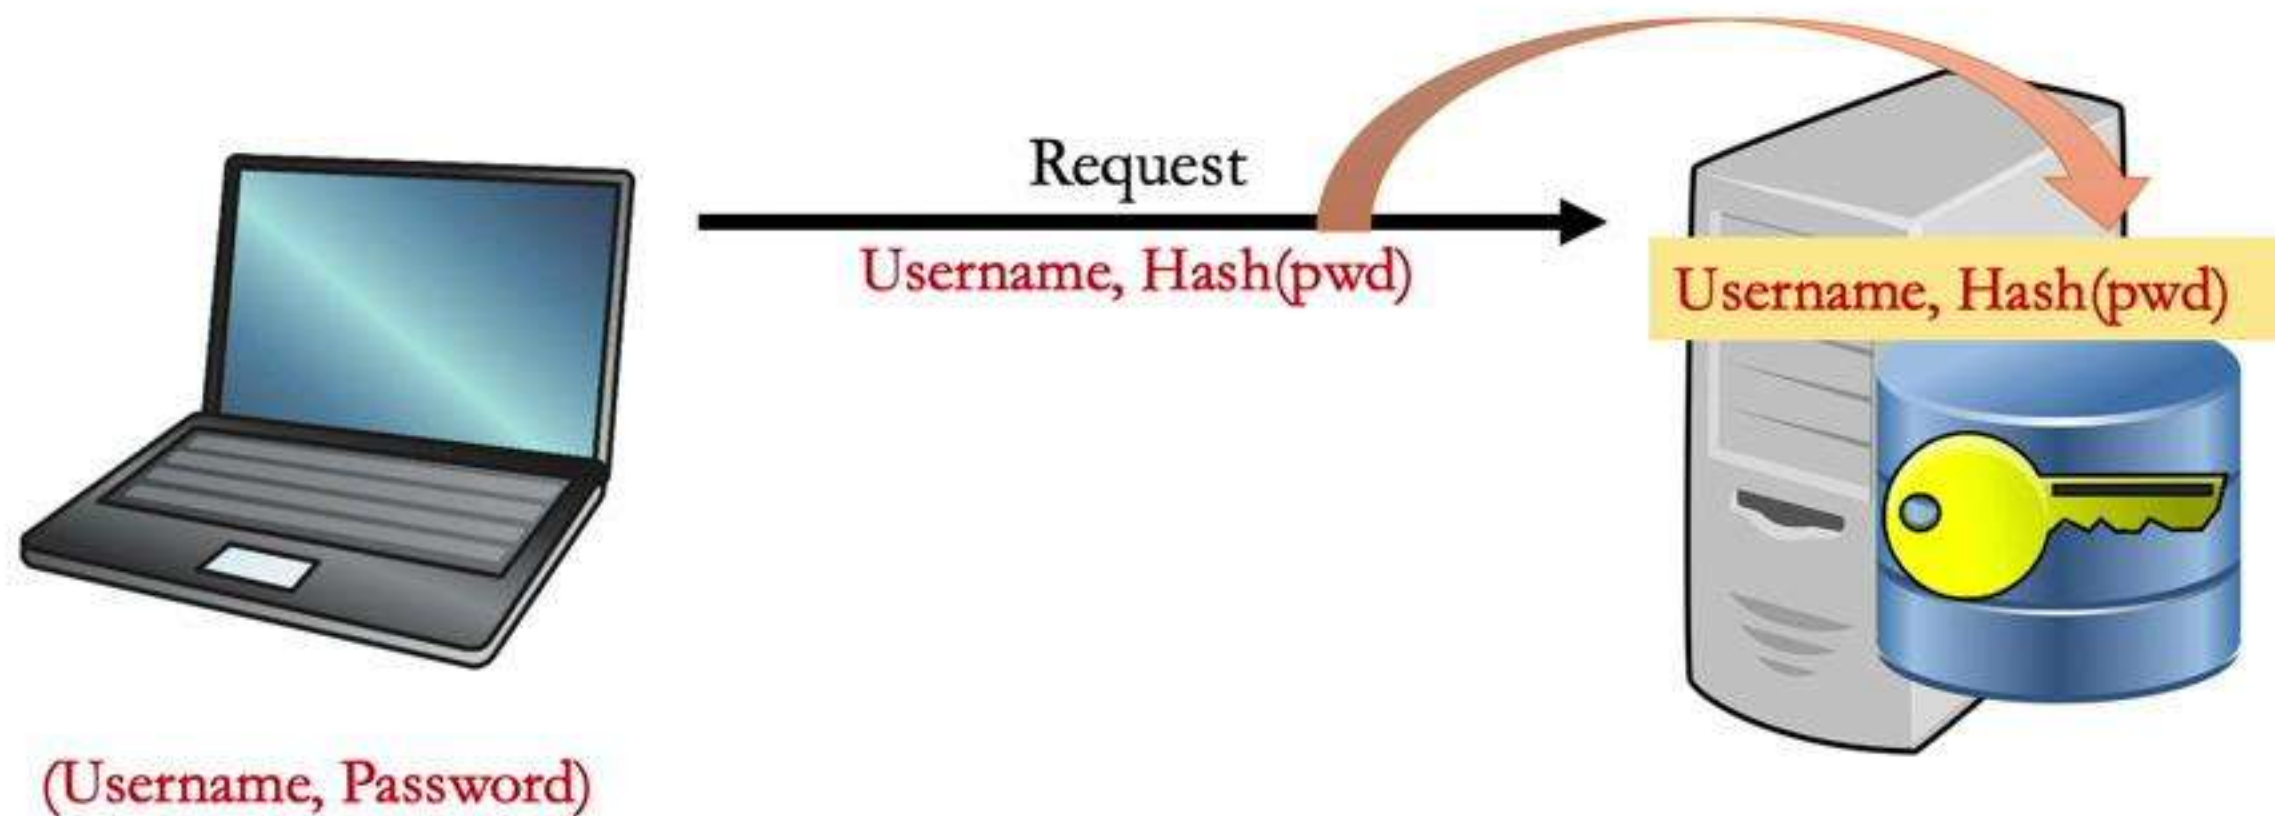 Request
Username, Hash(pwd)
Username, Hash(pwd)
(Username, Password)